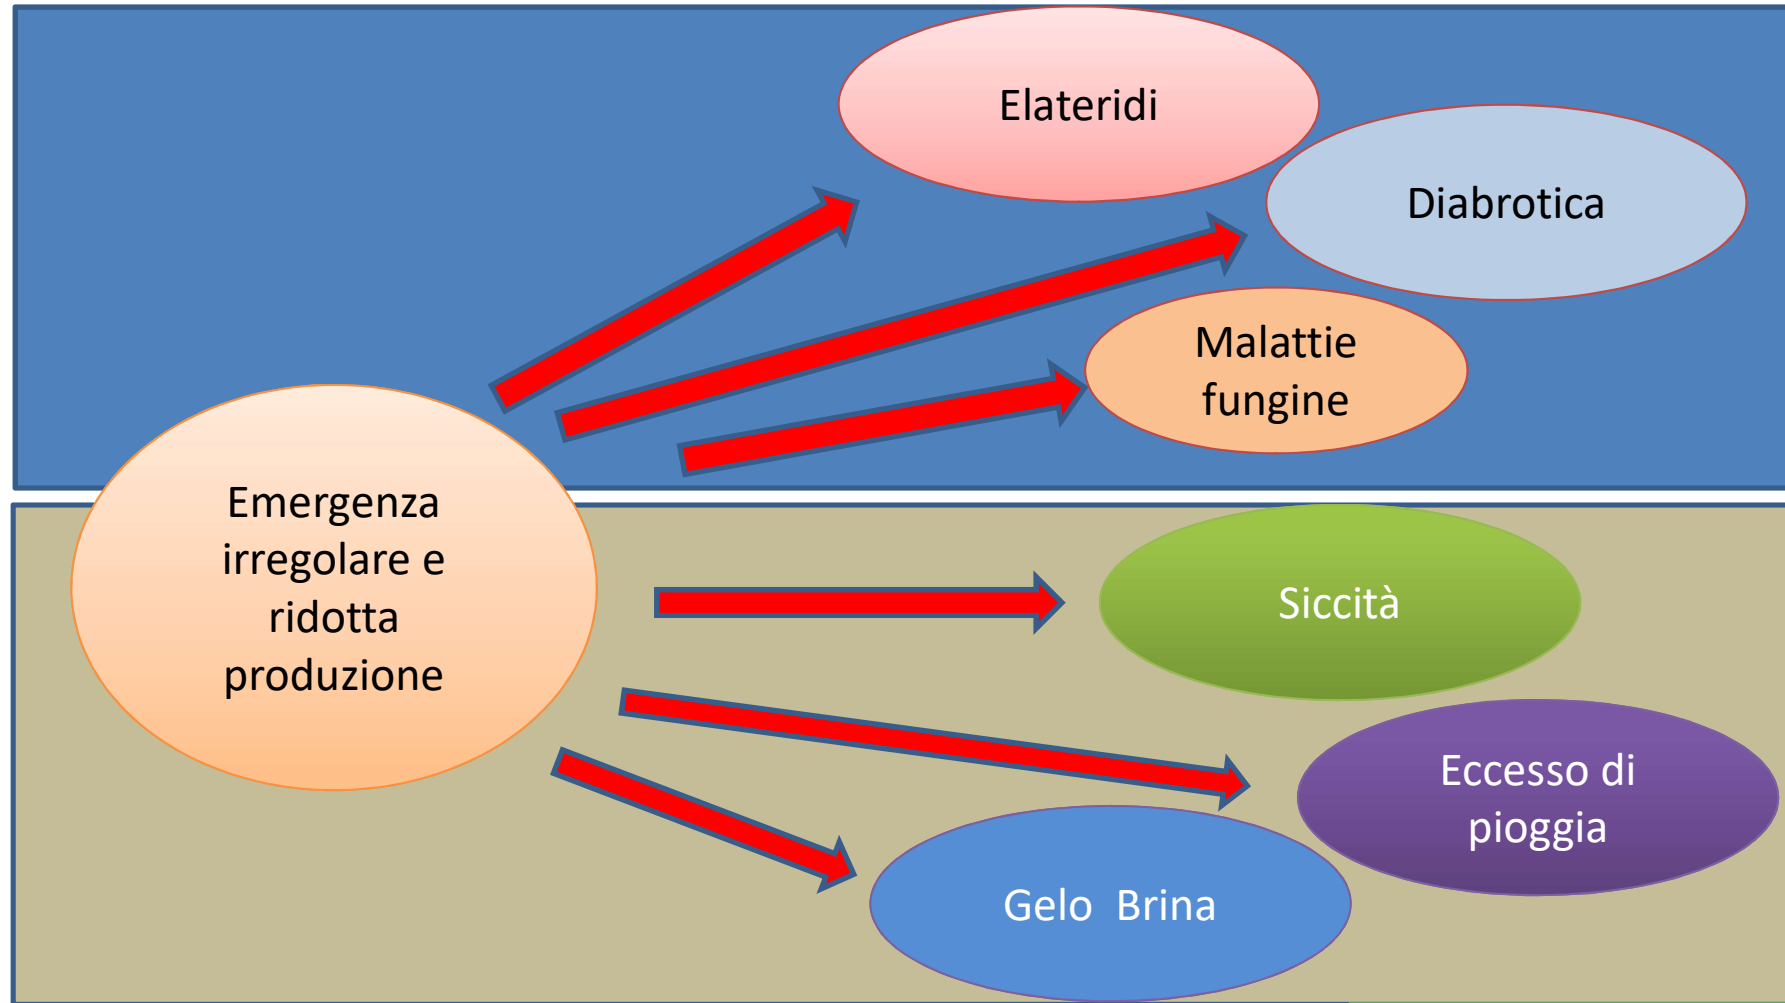 Elateridi
Diabrotica
Malattie
fungine
Emergenza
irregolare e
ridotta
produzione
Siccità
Eccesso di
pioggia
Gelo  Brina